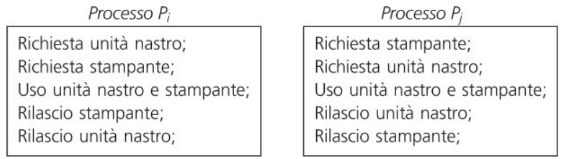 Processo Pi
Richiesta unità nastro;
Richiesta stampante;
Uso unità nastro e stampante;
Rilascio stampante;
Rilascio unità nastro;
Processo Pj
Richiesta stampante;
Richiesta unità nastro;
Uso unità nastro e stampante;
Rilascio unità nastro;
Rilascio stampante;